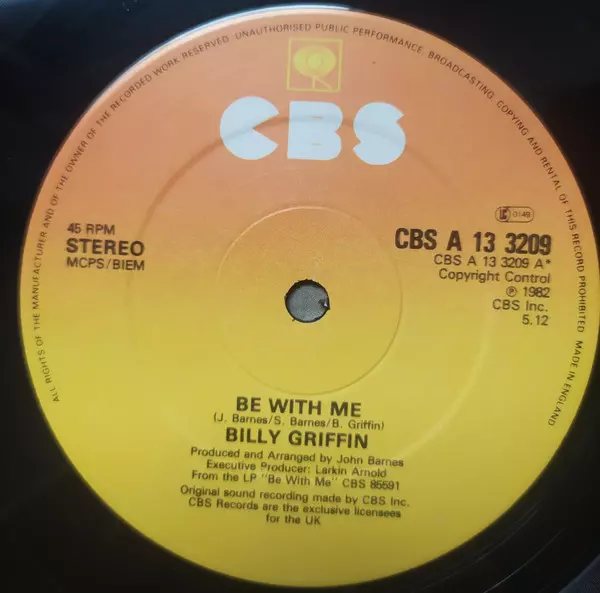 ALL RIGHTS OF THE MANUFACTURER AND OF THE OWNER OF THE RECORDED WORK RESERVED. UNAUTHORISED PUBLIC PERFORMANCE, BROADCASTING, COPYING AND RENTAL OF THIS RECORD PROHIBITED. MADE IN ENGLAND
CBS
45 RPM
STEREO
MCPS/BIEM
LC 0149
CBS A 13 3209
CBS A 13 3209 A*
Copyright Control
℗ 1982
CBS Inc.
5.12
BE WITH ME
(J. Barnes/S. Barnes/B. Griffin)
BILLY GRIFFIN
Produced and Arranged by John Barnes
Executive Producer: Larkin Arnold
From the LP "Be With Me" CBS 85591
Original sound recording made by CBS Inc.
CBS Records are the exclusive licensees
for the UK